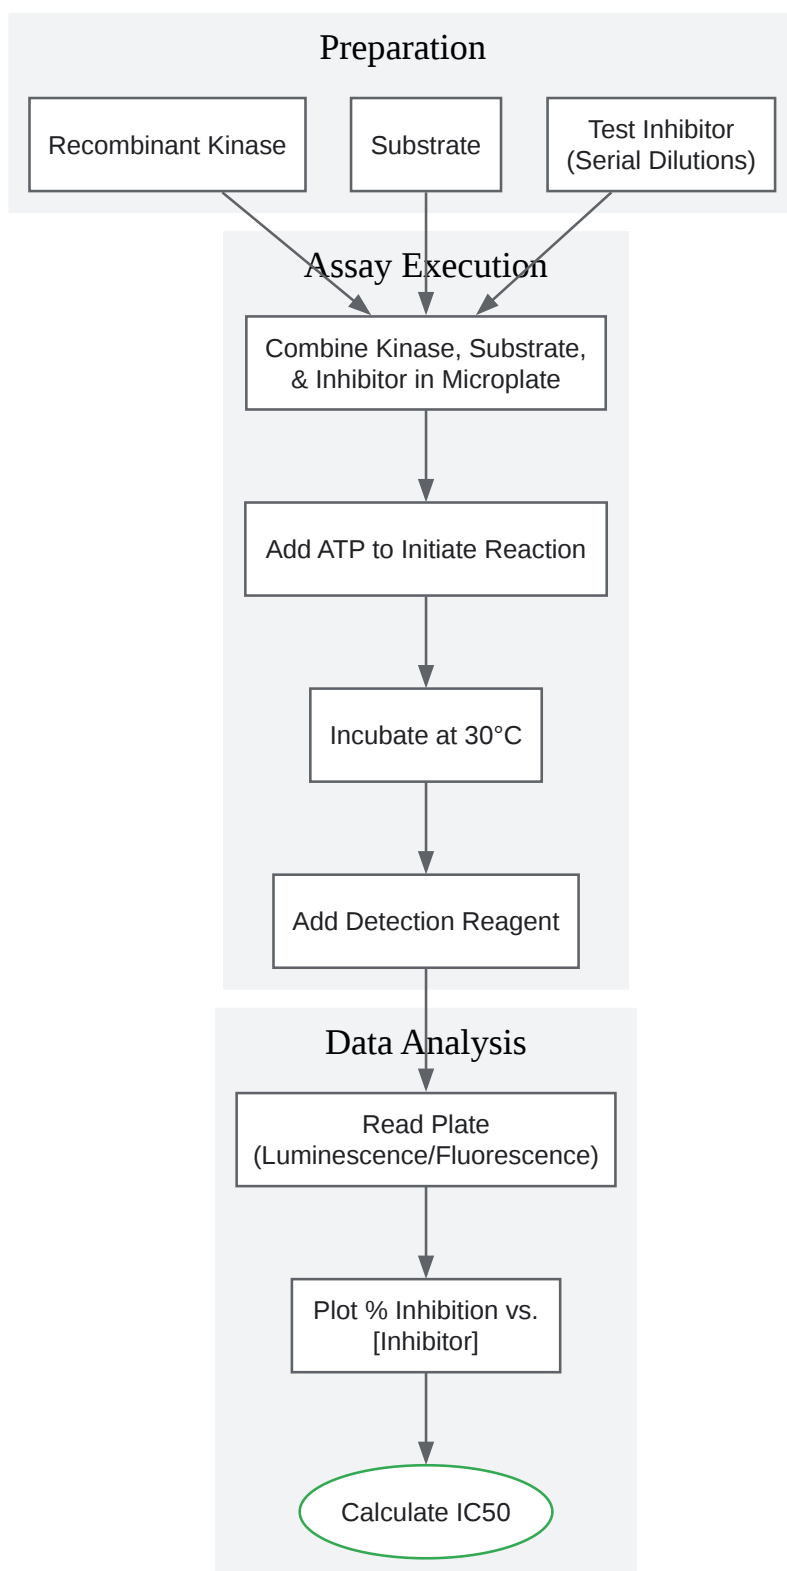 Preparation
Recombinant Kinase
Substrate
Test Inhibitor
(Serial Dilutions)
Assay Execution
Combine Kinase, Substrate,
& Inhibitor in Microplate
Add ATP to Initiate Reaction
Incubate at 30°C
Add Detection Reagent
Data Analysis
Read Plate
(Luminescence/Fluorescence)
Plot % Inhibition vs.
[Inhibitor]
Calculate IC50